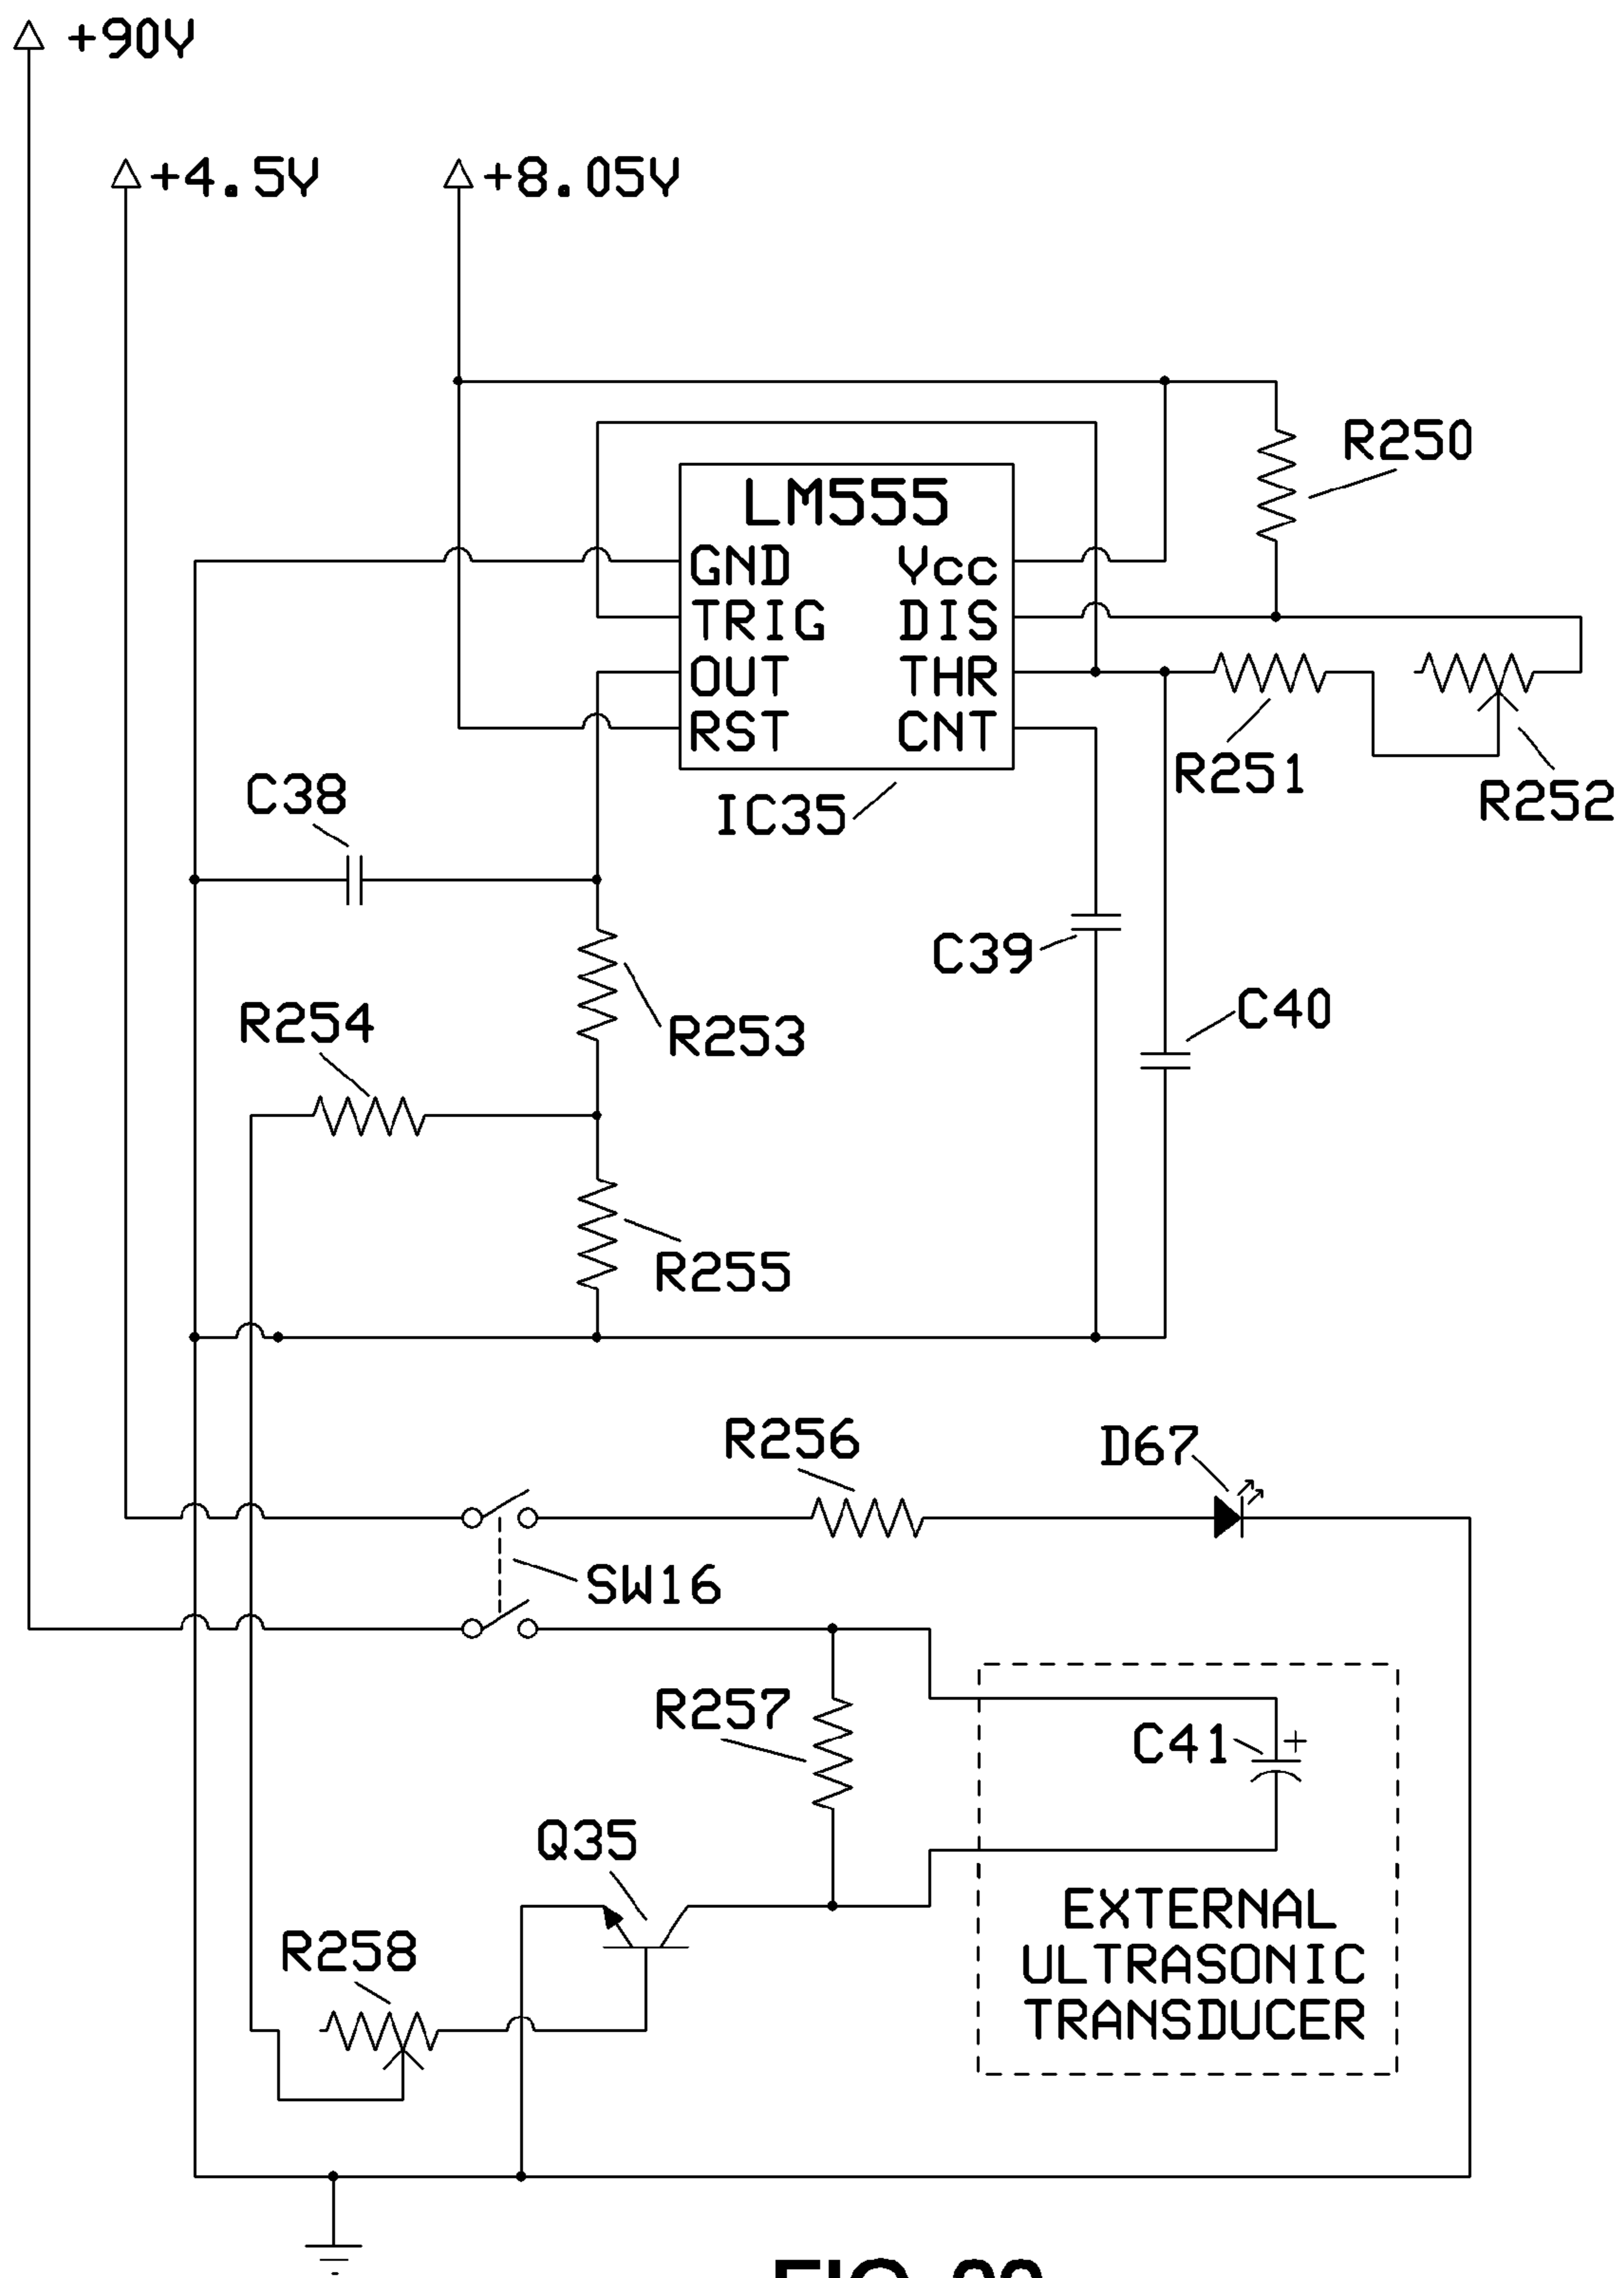 +90V
+4.5V
+8.05V
R250
LM555
GND Vcc
TRIG DIS
OUT THR
RST CNT
R251
R252
IC35
C38
C39
C40
R253
R254
R255
R256
D67
SW16
R257
C41 +
Q35
R258
EXTERNAL
ULTRASONIC
TRANSDUCER